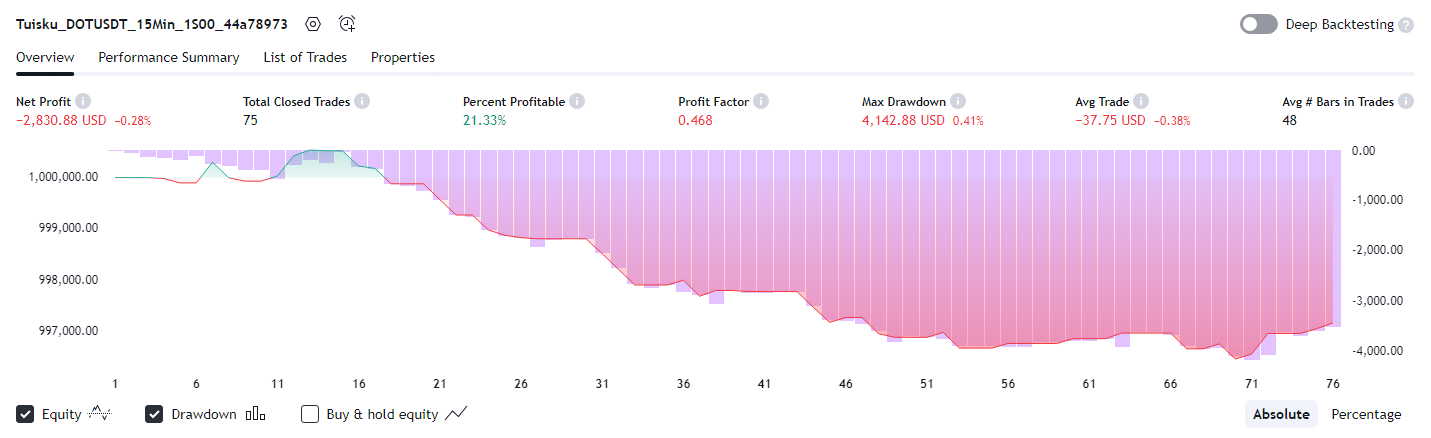 Tuisku_DOTUSDT_15Min_1S00_44a78973
Deep Backtesting ?
Overview Performance Summary List of Trades Properties
Net Profit Total Closed Trades Percent Profitable Profit Factor Max Drawdown Avg Trade Avg # Bars in Trades
−2,830.88 USD −0.28% 75 21.33% 0.468 4,142.88 USD 0.41% −37.75 USD −0.38% 48
0.00
1,000,000.00
−1,000.00
999,000.00
−2,000.00
998,000.00
−3,000.00
997,000.00
−4,000.00
1 6 11 16 21 26 31 36 41 46 51 56 61 66 71 76
Equity Drawdown Buy & hold equity Absolute Percentage